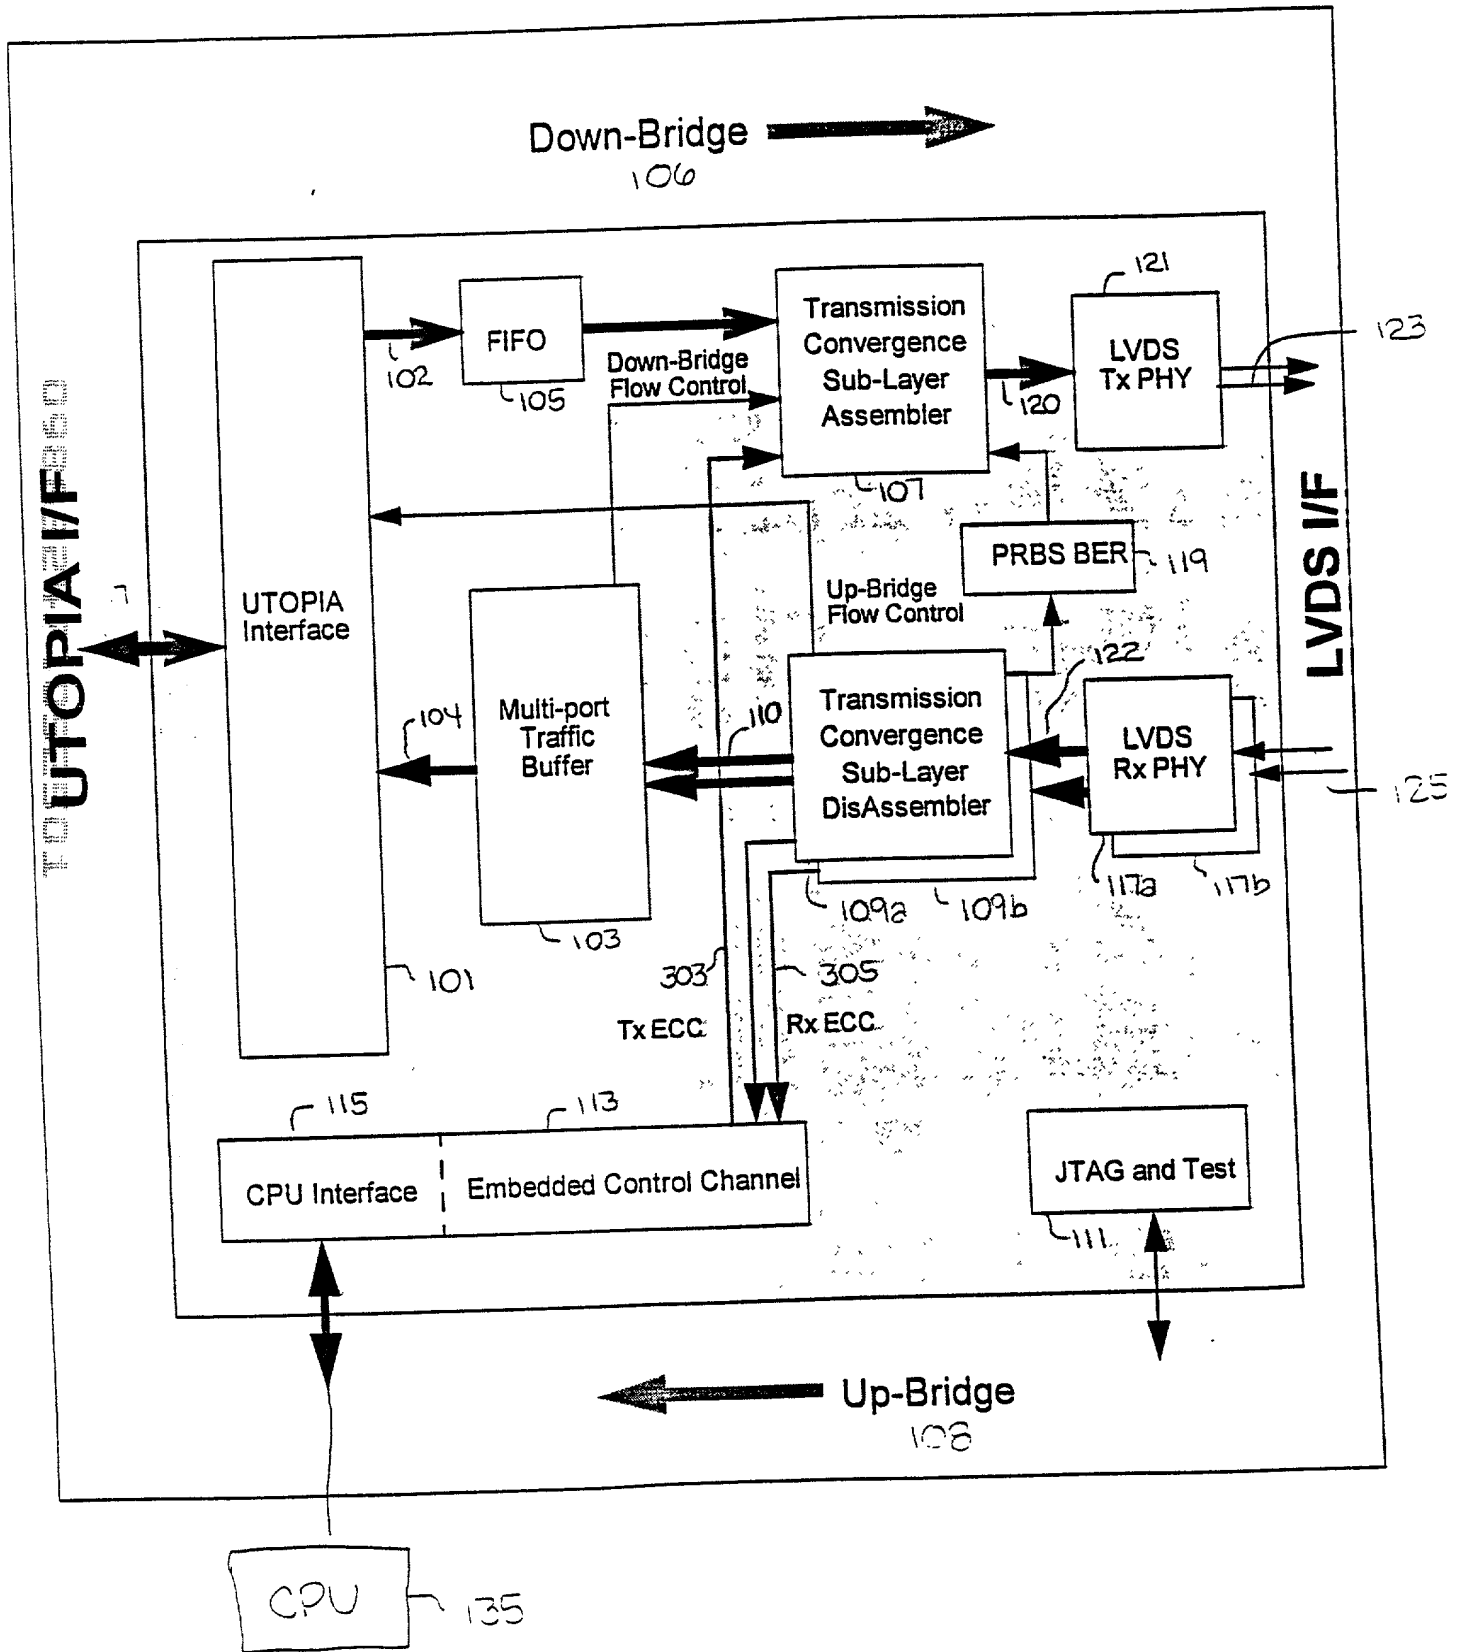 Down-Bridge
106
121
Transmission
Convergence
Sub-Layer
Assembler
LVDS
Tx PHY
123
FIFO
102
105
Down-Bridge
Flow Control
120
107
UTOPIA I/F
LVDS I/F
PRBS BER
119
UTOPIA
Interface
Up-Bridge
Flow Control
122
Multi-port
Traffic
Buffer
104
110
Transmission
Convergence
Sub-Layer
DisAssembler
LVDS
Rx PHY
125
117a
117b
109a
109b
103
101
303
305
Tx ECC
Rx ECC
115
113
CPU Interface
Embedded Control Channel
JTAG and Test
111
Up-Bridge
108
CPU
135